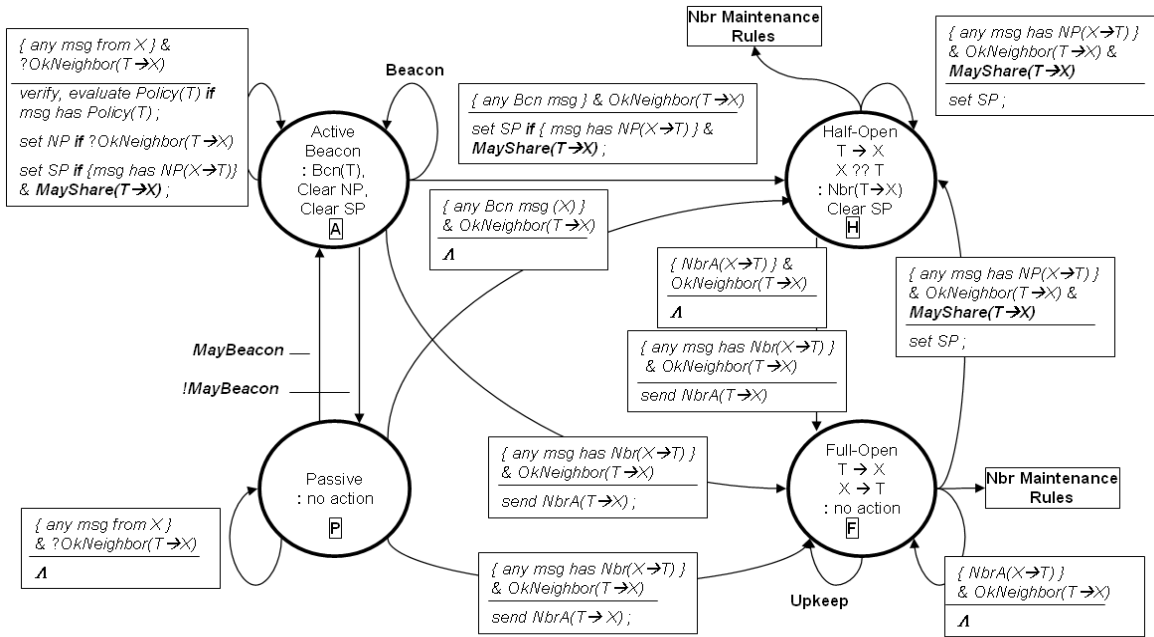 Nbr Maintenance
Rules
{ any msg from X } &
?OkNeighbor(T→X)
verify, evaluate Policy(T) if
msg has Policy(T) ;
set NP if ?OkNeighbor(T→X)
set SP if {msg has NP(X→T)}
& MayShare(T→X) ;
Beacon
{ any Bcn msg } & OkNeighbor(T→X)
set SP if { msg has NP(X→T) } &
MayShare(T→X) ;
{ any msg has NP(X→T) }
& OkNeighbor(T→X) &
MayShare(T→X)
set SP ;
Active
Beacon
: Bcn(T),
Clear NP,
Clear SP
A
Half-Open
T → X
X ?? T
: Nbr(T→X)
Clear SP
H
{ any Bcn msg (X) }
& OkNeighbor(T→X)
Λ
{ NbrA(X→T) } &
OkNeighbor(T→X)
Λ
{ any msg has NP(X→T) }
& OkNeighbor(T→X) &
MayShare(T→X)
set SP ;
MayBeacon
!MayBeacon
{ any msg has Nbr(X→T) }
& OkNeighbor(T→X)
send NbrA(T→X)
Passive
: no action
P
{ any msg has Nbr(X→T) }
& OkNeighbor(T→X)
send NbrA(T→X) ;
Full-Open
T → X
X → T
: no action
F
Nbr Maintenance
Rules
{ any msg from X }
& ?OkNeighbor(T→X)
Λ
{ any msg has Nbr(X→T) }
& OkNeighbor(T→X)
send NbrA(T→X) ;
Upkeep
{ NbrA(X→T) }
& OkNeighbor(T→X)
Λ